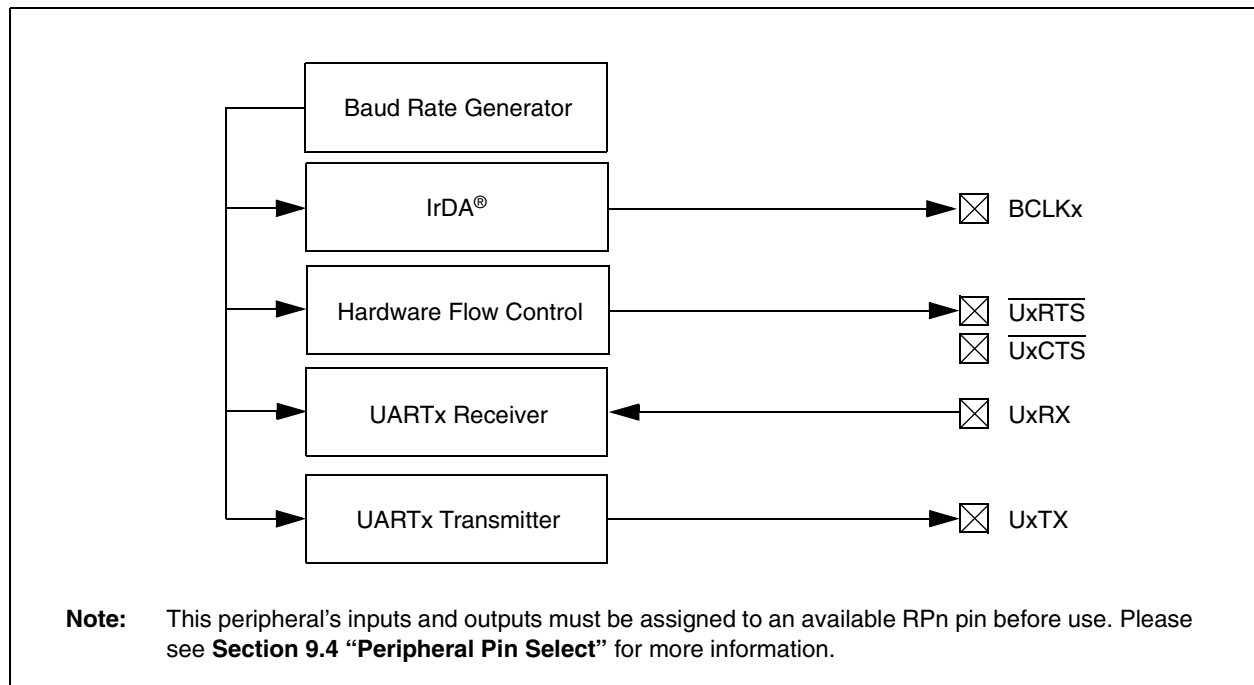 Baud Rate Generator
IrDA®
BCLKx
Hardware Flow Control
UxRTS
UxCTS
UARTx Receiver
UxRX
UARTx Transmitter
UxTX
Note: This peripheral's inputs and outputs must be assigned to an available RPn pin before use. Please
see Section 9.4 “Peripheral Pin Select” for more information.